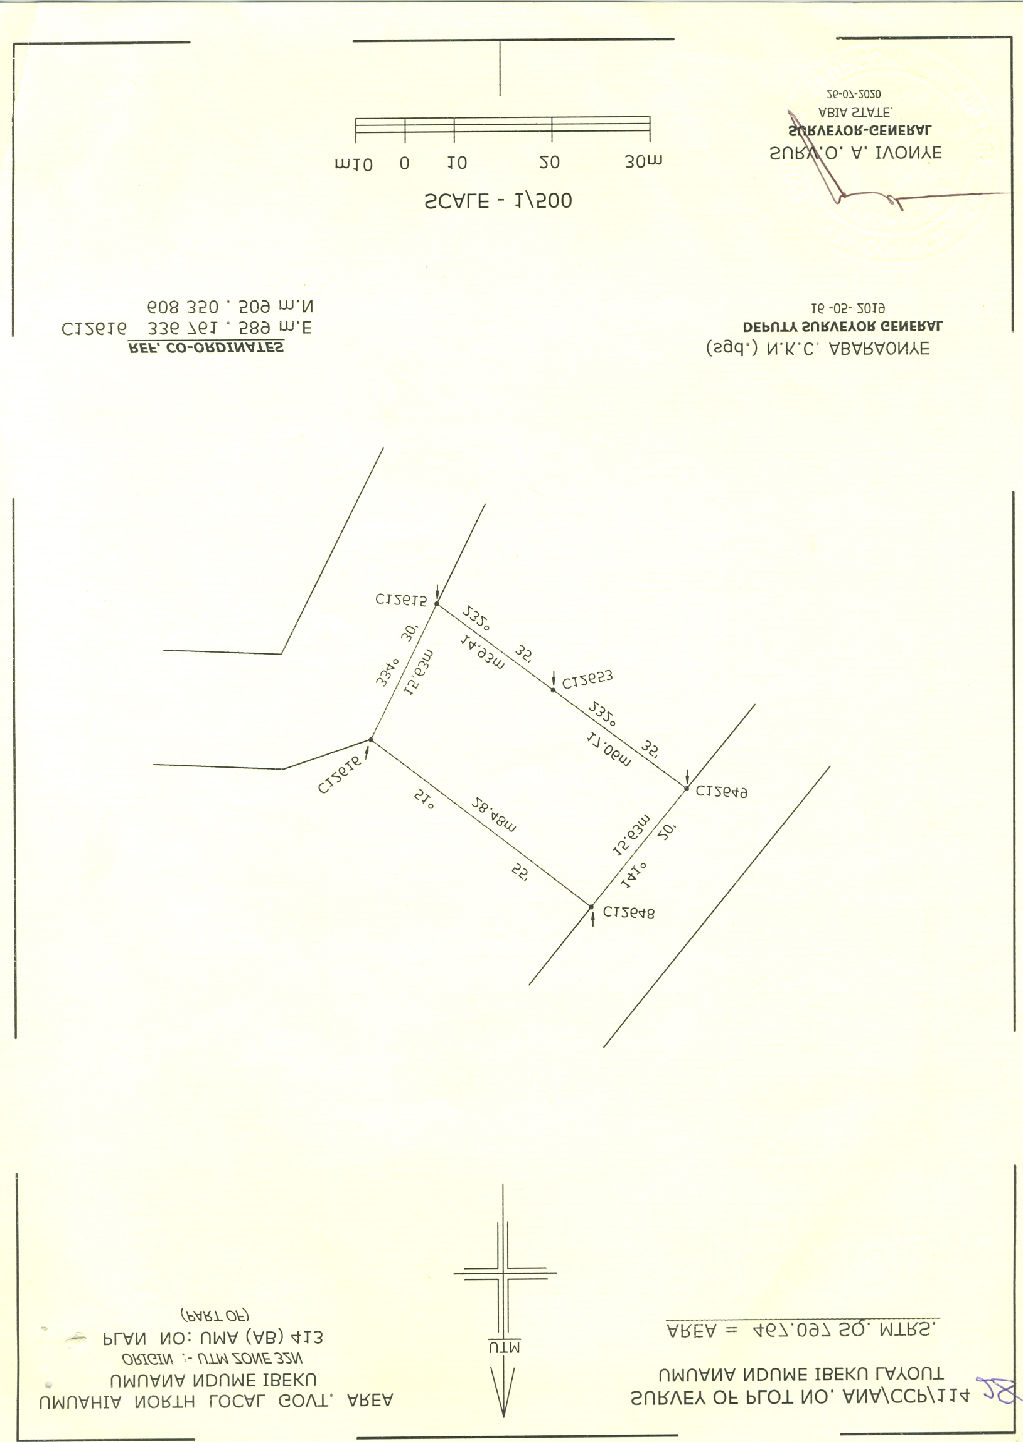 UMUAHIA NORTH LOCAL GOVT. AREA
UMUANA NDUME IBEKU
ORIGIN :- UTM ZONE 32N
PLAN NO: UMA (AB) 413
(PART OF)
UTM
SURVEY OF PLOT NO. ANA/CCP/114
28
UMUANA NDUME IBEKU LAYOUT
AREA = 467.097 SQ. MTRS.
C12648
55'
28.48m
51°
C12616
141°
20'
15.63m
C12649
35'
17.06m
232°
C12653
35'
14.93m
232°
C12615
334°
30'
15.63m
REF. CO-ORDINATES
C12616 336 761 . 589 m.E
608 350 . 509 m.N
(sgd.) N.K.C. ABARAONYE
DEPUTY SURVEYOR GENERAL
16 -05- 2019
SCALE - 1/500
m10 0 10 20 30m
SURV.O. A. IVONYE
SURVEYOR-GENERAL
ABIA STATE.
26-07-2020